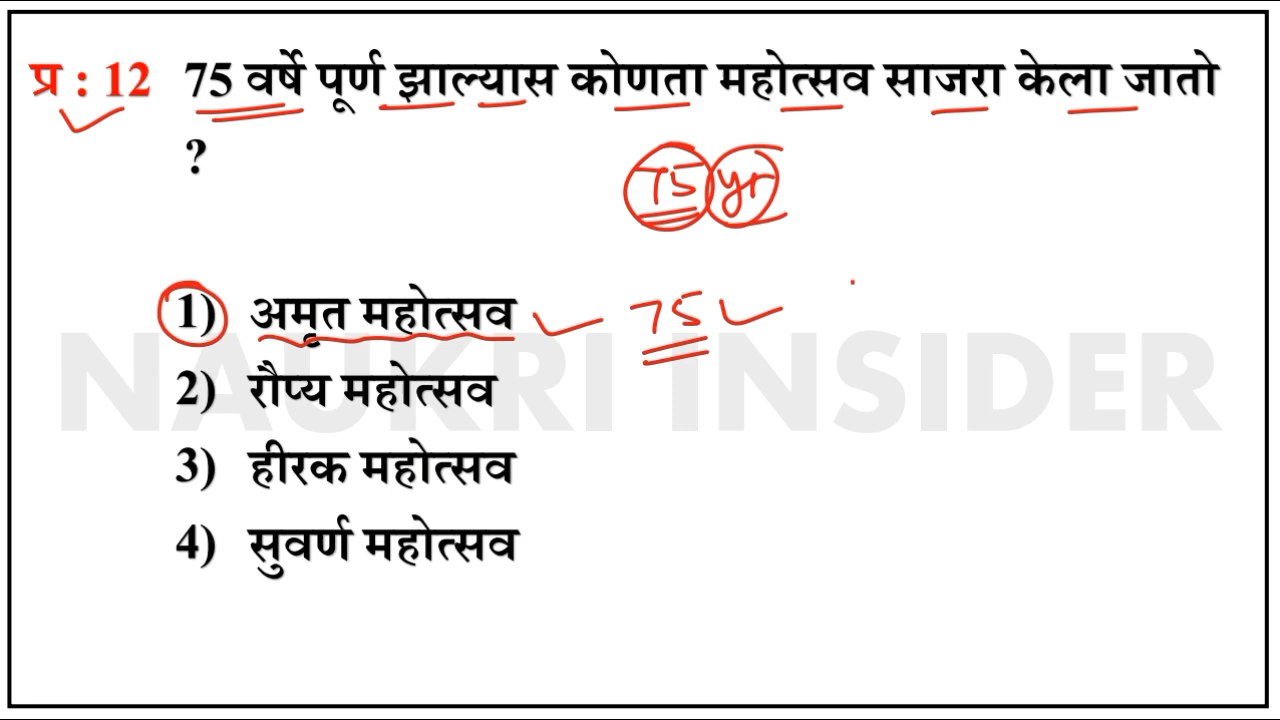 प्र : 12 75 वर्षे पूर्ण झाल्यास कोणता महोत्सव साजरा केला जातो
?
75 yr
1) अमृत महोत्सव 75
2) रौप्य महोत्सव
NAUKRI INSIDER
3) हीरक महोत्सव
4) सुवर्ण महोत्सव